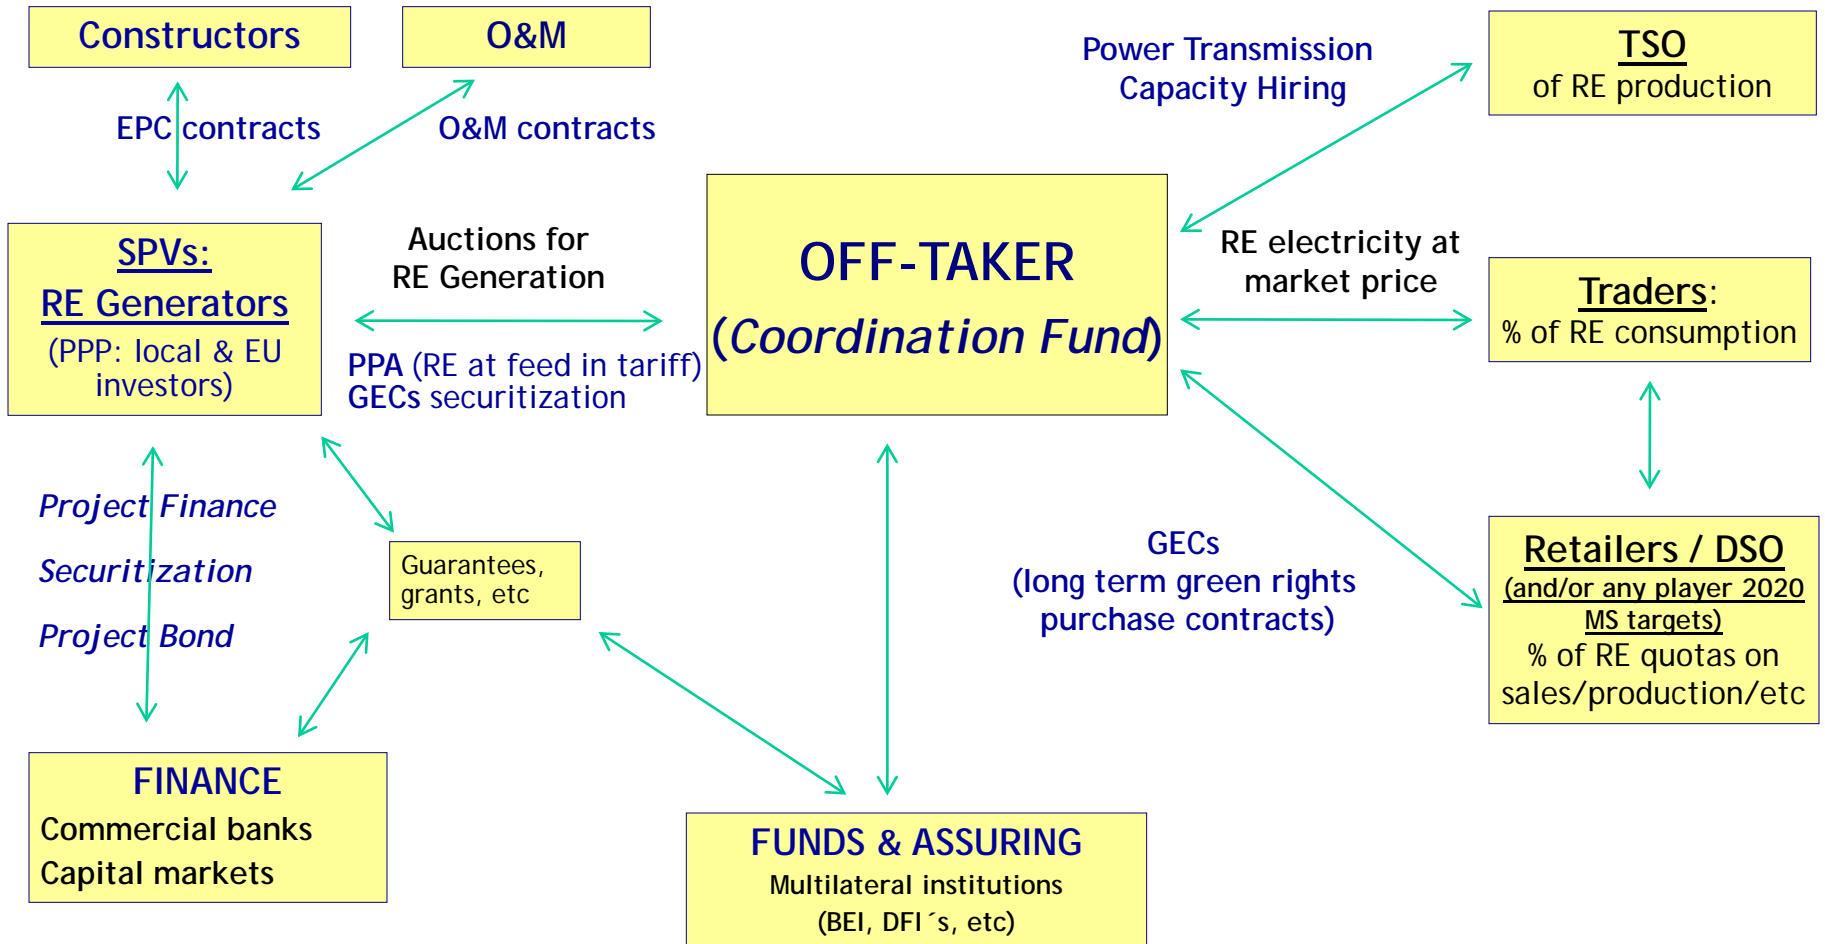 Constructors
O&M
Power Transmission
Capacity Hiring
TSO
of RE production
EPC contracts
O&M contracts
SPVs:
RE Generators
(PPP: local & EU
investors)
Auctions for
RE Generation
PPA (RE at feed in tariff)
GECs securitization
OFF-TAKER
(Coordination Fund)
RE electricity at
market price
Traders:
% of RE consumption
Project Finance
Securitization
Project Bond
Guarantees,
grants, etc
GECs
(long term green rights
purchase contracts)
Retailers / DSO
(and/or any player 2020
MS targets)
% of RE quotas on
sales/production/etc
FINANCE
Commercial banks
Capital markets
FUNDS & ASSURING
Multilateral institutions
(BEI, DFI´s, etc)